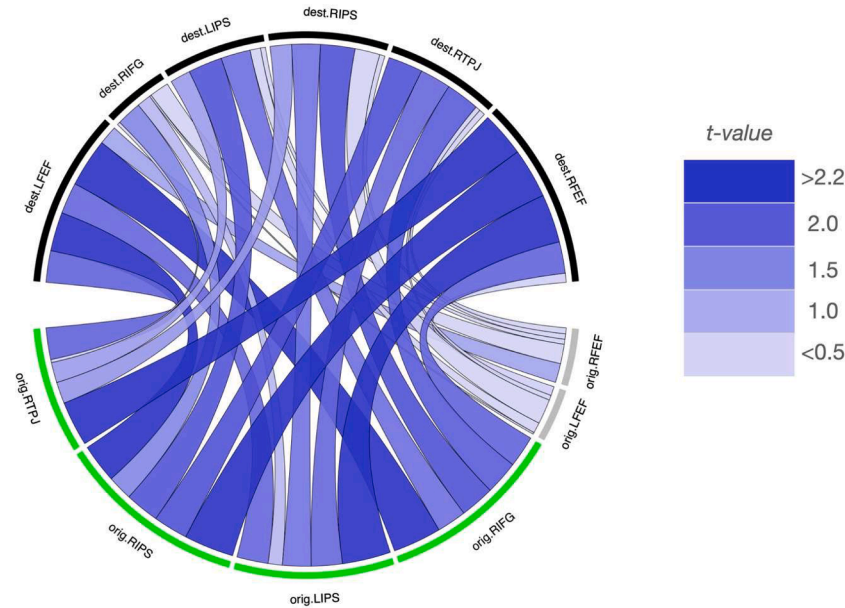 dest.RIPS
dest.LIPS
dest.RTPJ
dest.RIFG
dest.LFEF
dest.RFEF
orig.RTPJ
orig.RFEF
orig.LFEF
orig.RIPS
orig.RIFG
orig.LIPS
t-value
>2.2
2.0
1.5
1.0
<0.5